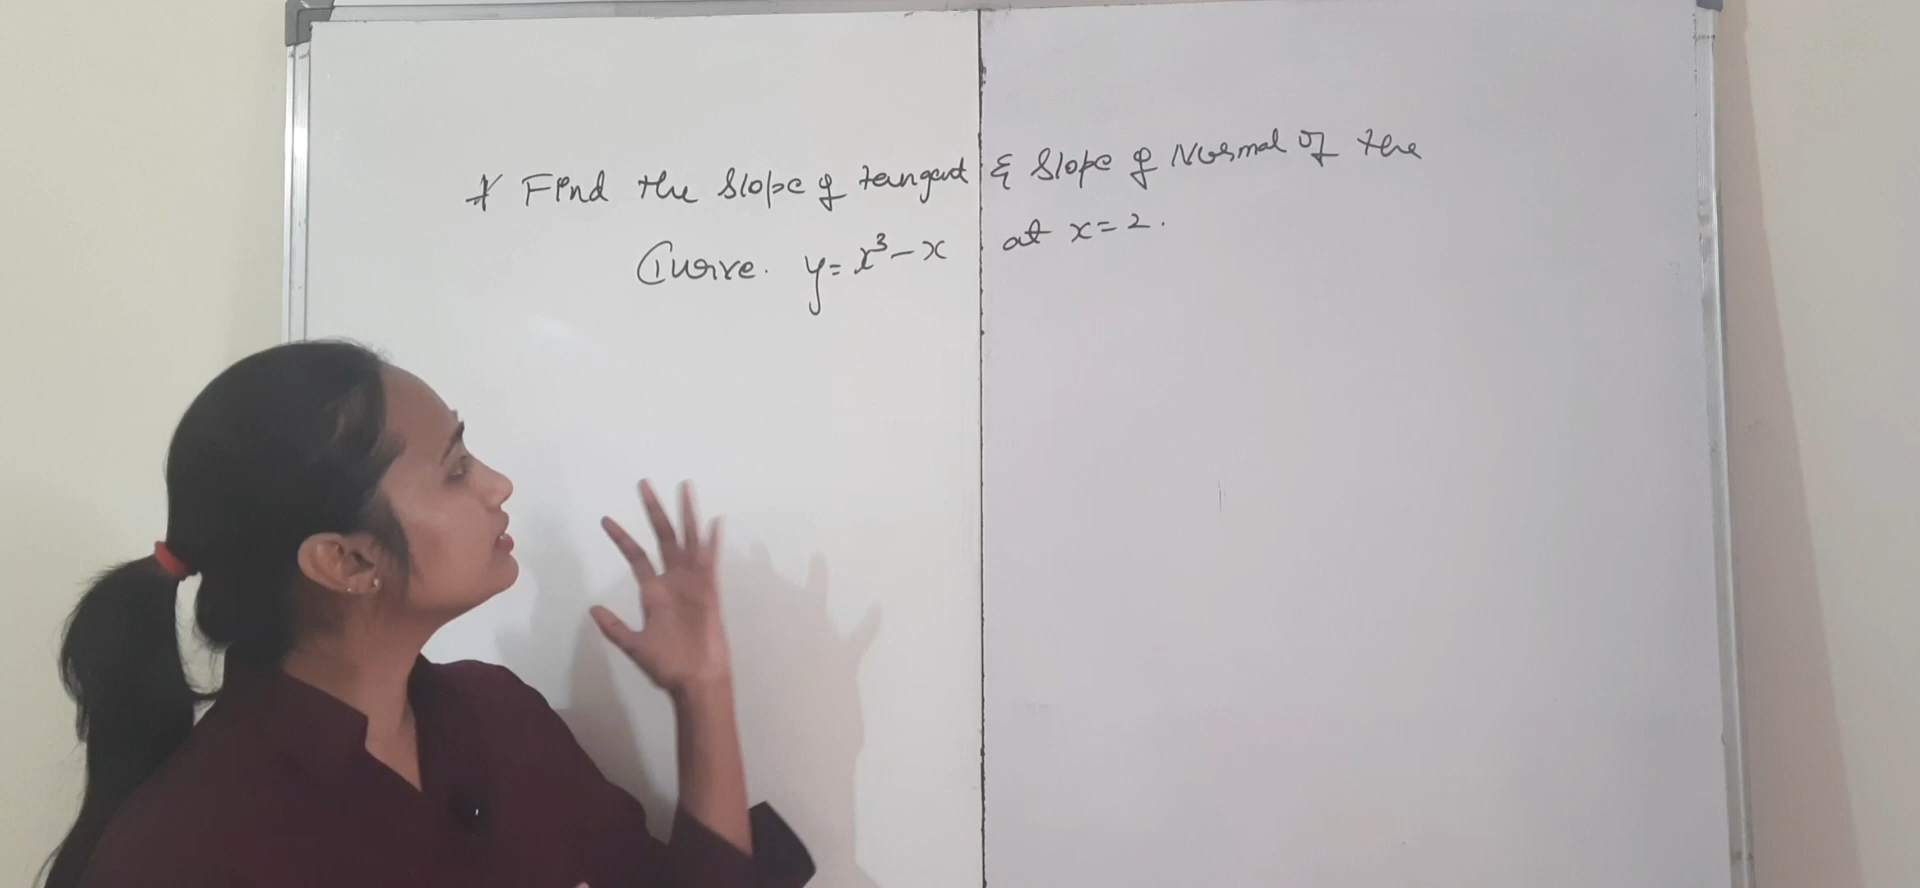 * Find the slope of tangent & slope of Normal of the
Curve. y=x³-x at x=2.